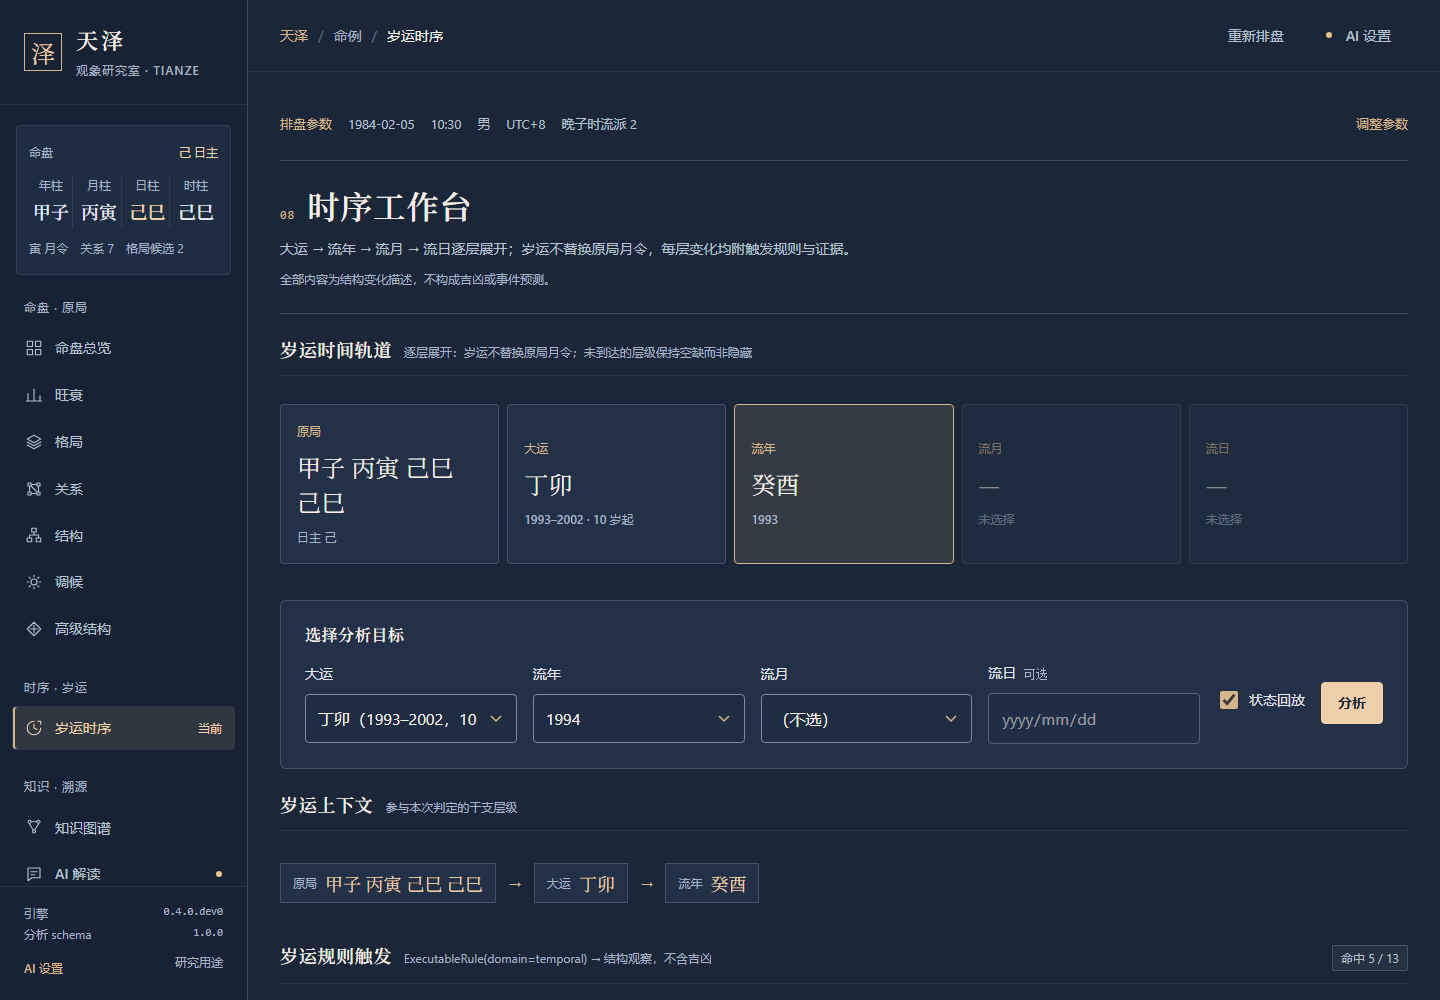 泽
天泽
观象研究室 · TIANZE
命盘 己 日主
年柱 月柱 日柱 时柱
甲子 丙寅 己巳 己巳
寅 月令 关系 7 格局候选 2
命盘 · 原局
命盘总览
旺衰
格局
关系
结构
调候
高级结构
时序 · 岁运
岁运时序 当前
知识 · 溯源
知识图谱
AI 解读
引擎 0.4.0.dev0
分析 schema 1.0.0
AI 设置 研究用途
天泽 / 命例 / 岁运时序
重新排盘 AI 设置
排盘参数 1984-02-05 10:30 男 UTC+8 晚子时流派 2 调整参数
08 时序工作台
大运 → 流年 → 流月 → 流日逐层展开；岁运不替换原局月令，每层变化均附触发规则与证据。
全部内容为结构变化描述，不构成吉凶或事件预测。
岁运时间轨道 逐层展开：岁运不替换原局月令；未到达的层级保持空缺而非隐藏
原局
甲子 丙寅 己巳
己巳
日主 己
大运
丁卯
1993–2002 · 10 岁起
流年
癸酉
1993
流月
—
未选择
流日
—
未选择
选择分析目标
大运 流年 流月 流日 可选
丁卯（1993–2002，10 1994 （不选） yyyy/mm/dd 状态回放 分析
岁运上下文 参与本次判定的干支层级
原局 甲子 丙寅 己巳 己巳 → 大运 丁卯 → 流年 癸酉
岁运规则触发 ExecutableRule(domain=temporal) → 结构观察，不含吉凶 命中 5 / 13